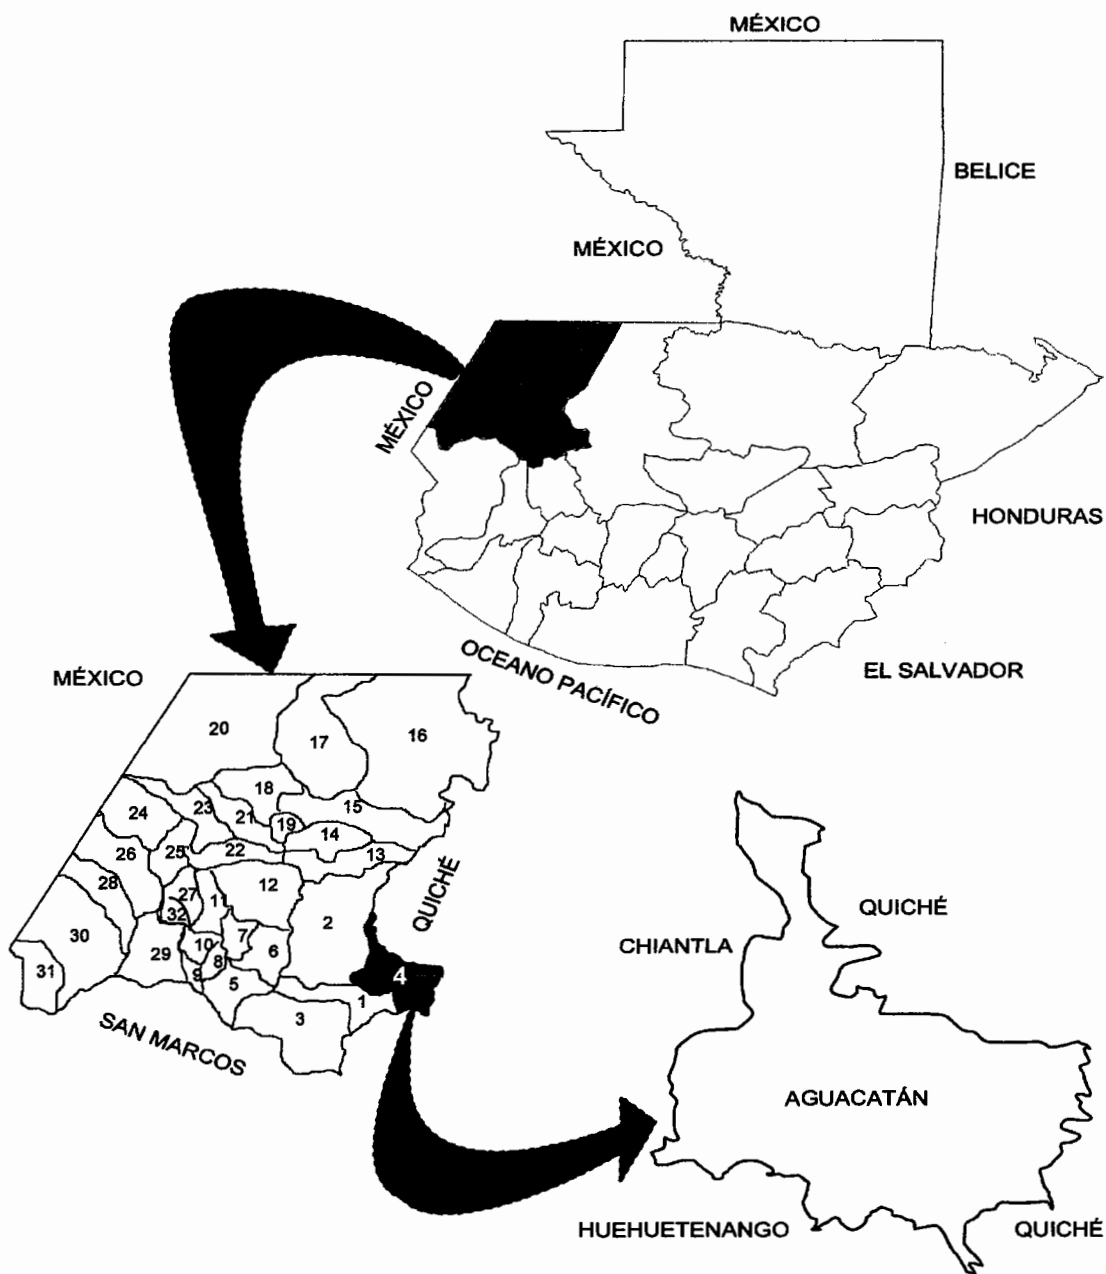 MÉXICO
BELICE
MÉXICO
MÉXICO
HONDURAS
OCEANO PACÍFICO
EL SALVADOR
MÉXICO
20
17
16
18
24
23
21
19
15
14
26
25
22
13
28
27
11
12
32
2
QUICHÉ
30
29
10
7
6
31
9
8
5
4
1
3
SAN MARCOS
QUICHÉ
CHIANTLA
AGUACATÁN
HUEHUETENANGO
QUICHÉ